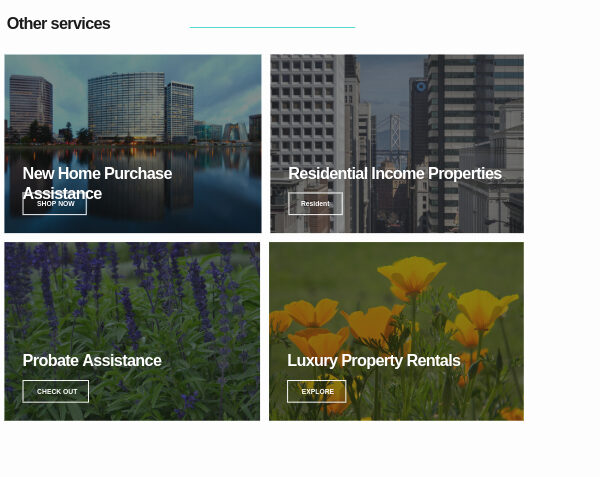 Other services
New Home Purchase
Assistance
SHOP NOW
Residential Income Properties
Resident
Probate Assistance
CHECK OUT
Luxury Property Rentals
EXPLORE